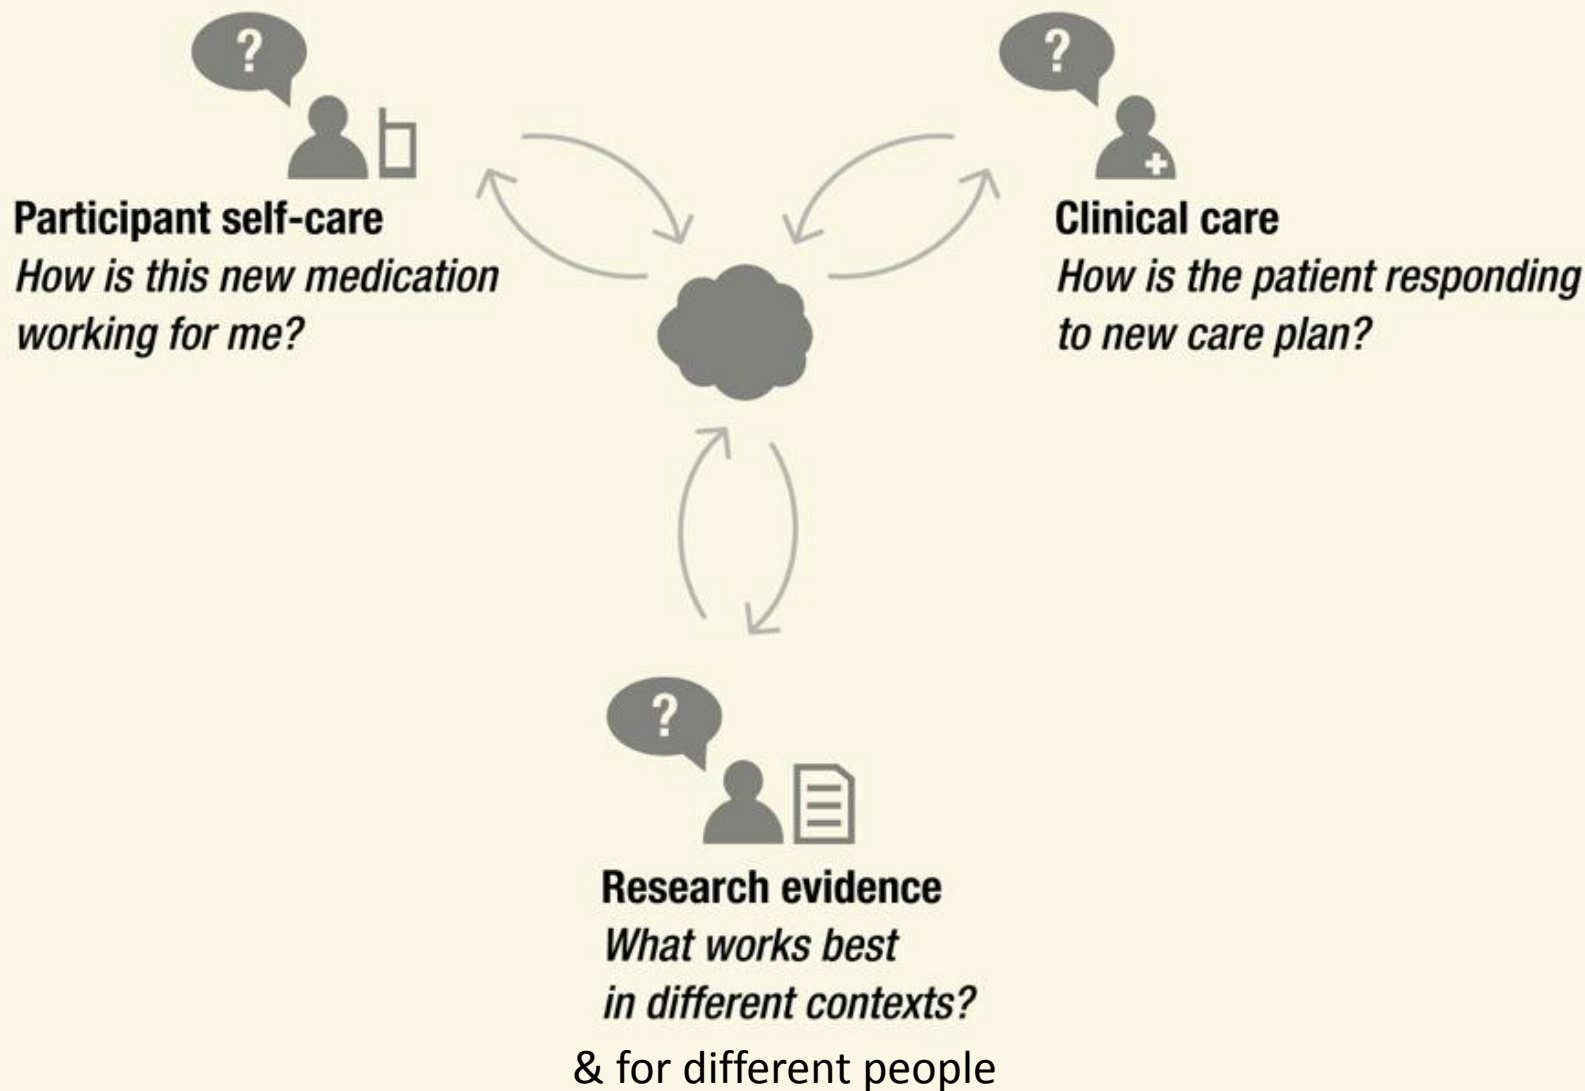 ?
?
Participant self-care
How is this new medication
working for me?
Clinical care
How is the patient responding
to new care plan?
?
Research evidence
What works best
in different contexts?
& for different people